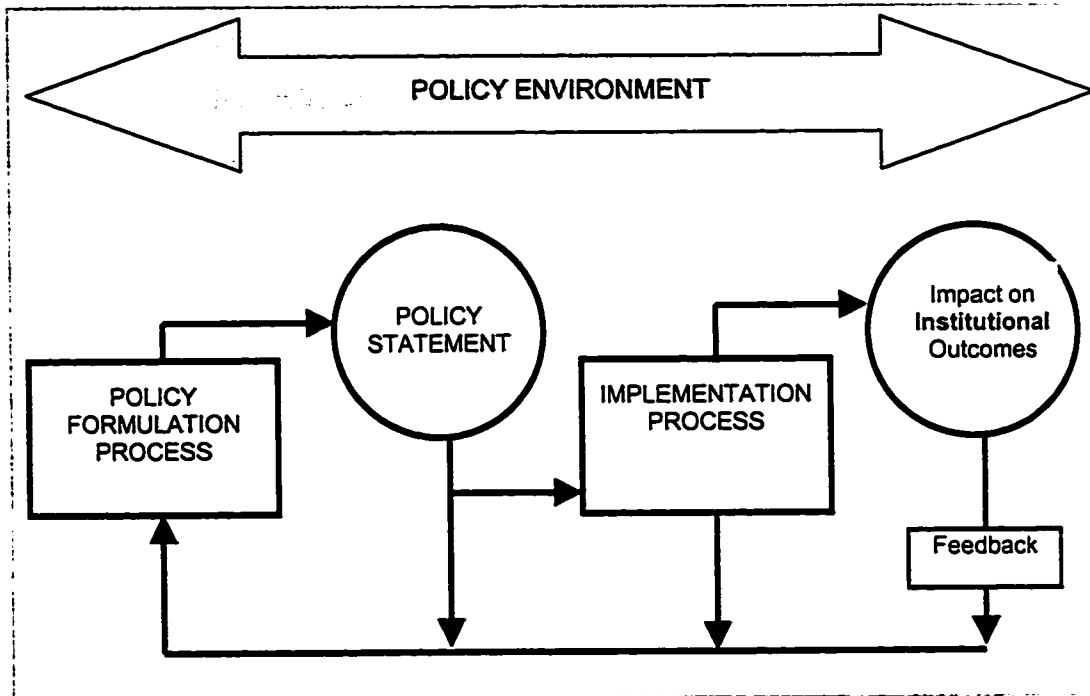 POLICY ENVIRONMENT
POLICY
STATEMENT
Impact on
Institutional
Outcomes
POLICY
FORMULATION
PROCESS
IMPLEMENTATION
PROCESS
Feedback